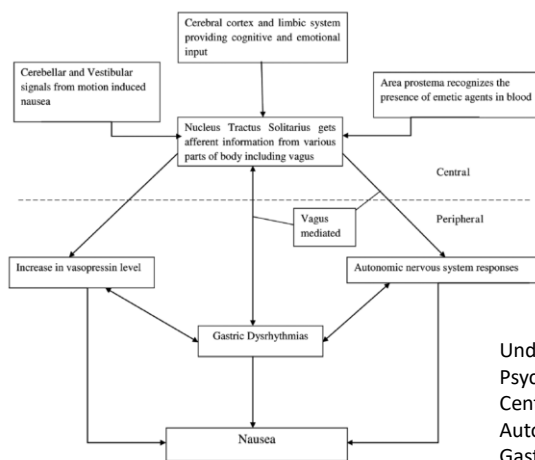 Cerebral cortex and limbic system
providing cognitive and emotional
input
Cerebellar and Vestibular
signals from motion induced
nausea
Area prostema recognizes the
presence of emetic agents in blood
Nucleus Tractus Solitarius gets
afferent information from various
parts of body including vagus
Central
Vagus
mediated
Peripheral
Increase in vasopressin level
Autonomic nervous system responses
Gastric Dysrhythmias
Nausea
Und
Psyc
Cent
Auto
Gast